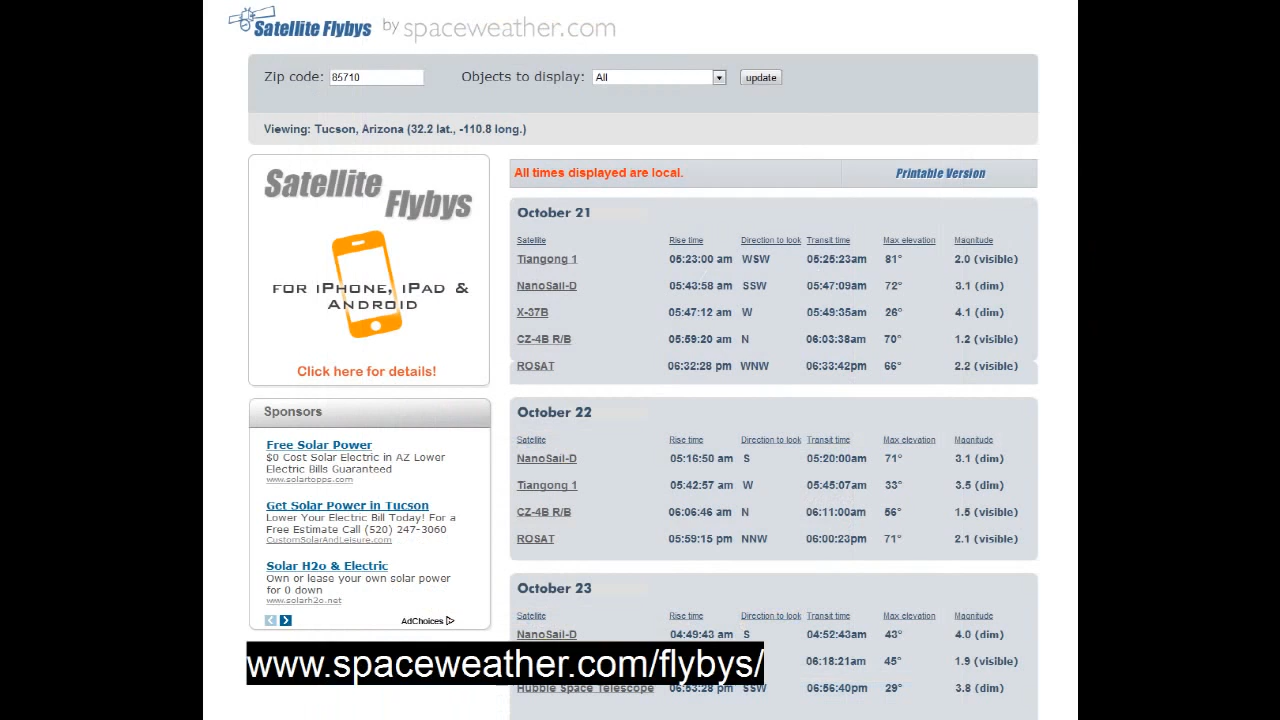 Satellite Flybys by spaceweather.com
Zip code: 85710 Objects to display: All update
Viewing: Tucson, Arizona (32.2 lat., -110.8 long.)
Satellite
Flybys
FOR iPHONE, iPAD &
ANDROID
Click here for details!
Sponsors
Free Solar Power
$0 Cost Solar Electric in AZ Lower
Electric Bills Guaranteed
www.solartopps.com
Get Solar Power in Tucson
Lower Your Electric Bill Today! For a
Free Estimate Call (520) 247-3060
CustomSolarAndLeisure.com
Solar H2o & Electric
Own or lease your own solar power
for 0 down
www.solarh2o.net
AdChoices
All times displayed are local. Printable Version
October 21
Satellite Rise time Direction to look Transit time Max elevation Magnitude
Tiangong 1 05:23:00 am WSW 05:25:23am 81° 2.0 (visible)
NanoSail-D 05:43:58 am SSW 05:47:09am 72° 3.1 (dim)
X-37B 05:47:12 am W 05:49:35am 26° 4.1 (dim)
CZ-4B R/B 05:59:20 am N 06:03:38am 70° 1.2 (visible)
ROSAT 06:32:28 pm WNW 06:33:42pm 66° 2.2 (visible)
October 22
Satellite Rise time Direction to look Transit time Max elevation Magnitude
NanoSail-D 05:16:50 am S 05:20:00am 71° 3.1 (dim)
Tiangong 1 05:42:57 am W 05:45:07am 33° 3.5 (dim)
CZ-4B R/B 06:06:46 am N 06:11:00am 56° 1.5 (visible)
ROSAT 05:59:15 pm NNW 06:00:23pm 71° 2.1 (visible)
October 23
Satellite Rise time Direction to look Transit time Max elevation Magnitude
NanoSail-D 04:49:43 am S 04:52:43am 43° 4.0 (dim)
06:18:21am 45° 1.9 (visible)
Hubble Space Telescope 06:53:28 pm SSW 06:56:40pm 29° 3.8 (dim)
www.spaceweather.com/flybys/